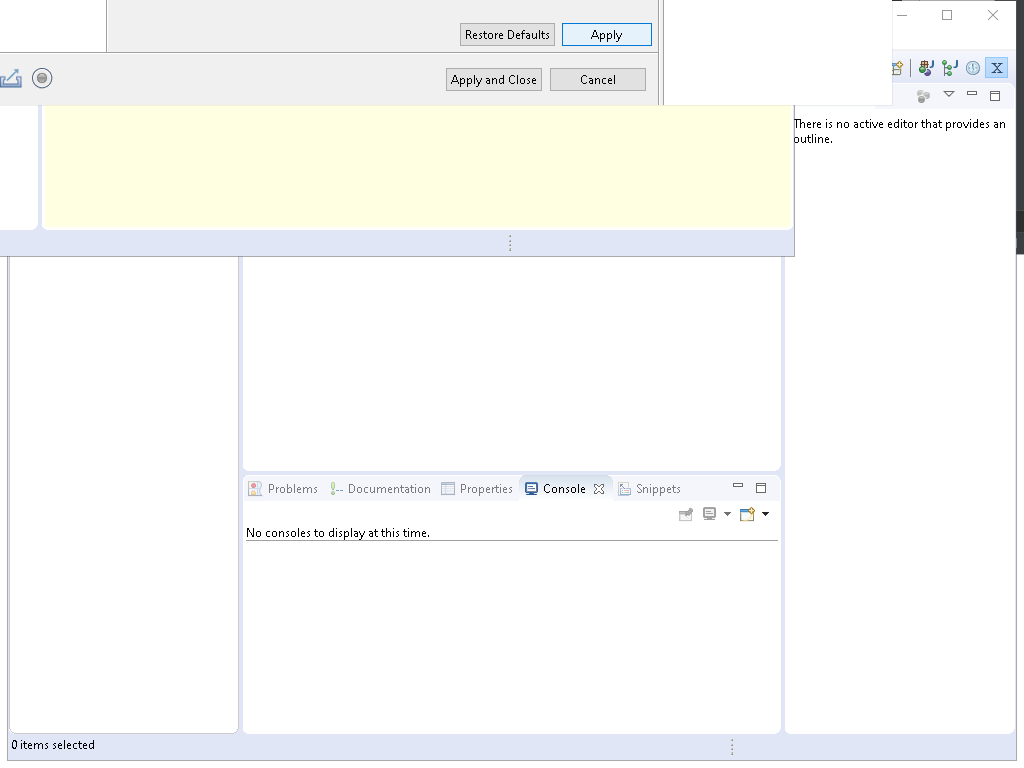 Restore Defaults
Apply
Apply and Close
Cancel
X
There is no active editor that provides an
outline.
Problems
Documentation
Properties
Console
Snippets
No consoles to display at this time.
0 items selected